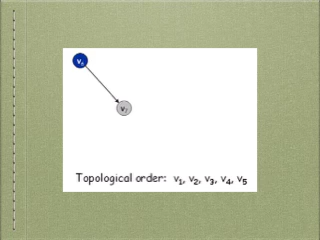 Topological order: v₁, v₂, v₃, v₄, v₅